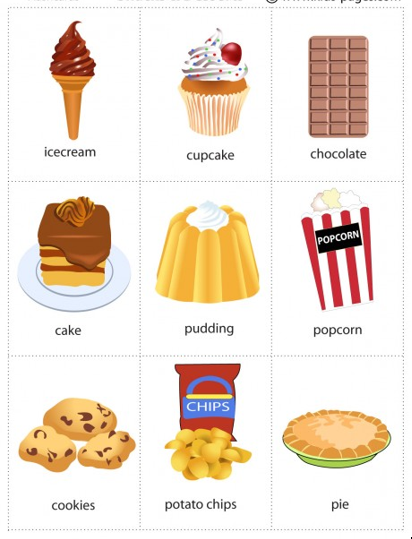 icecream
cupcake
chocolate
POPCORN
cake
pudding
popcorn
CHIPS
cookies
potato chips
pie